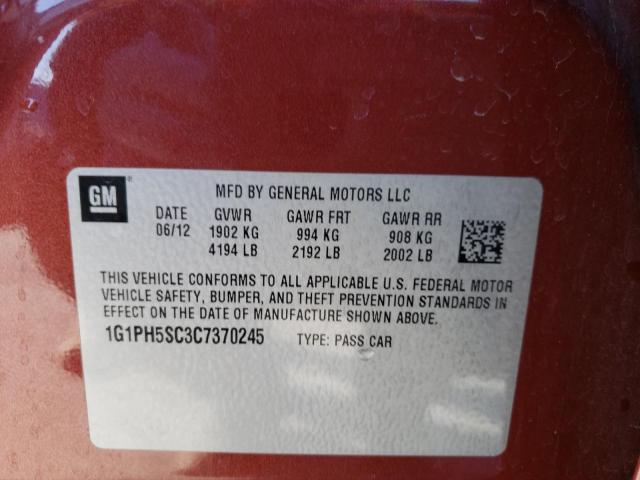 GM ®
MFD BY GENERAL MOTORS LLC
DATE GVWR GAWR FRT GAWR RR
06/12 1902 KG 994 KG 908 KG
4194 LB 2192 LB 2002 LB
THIS VEHICLE CONFORMS TO ALL APPLICABLE U.S. FEDERAL MOTOR
VEHICLE SAFETY, BUMPER, AND THEFT PREVENTION STANDARDS IN
EFFECT ON THE DATE OF MANUFACTURE SHOWN ABOVE.
1G1PH5SC3C7370245 TYPE: PASS CAR